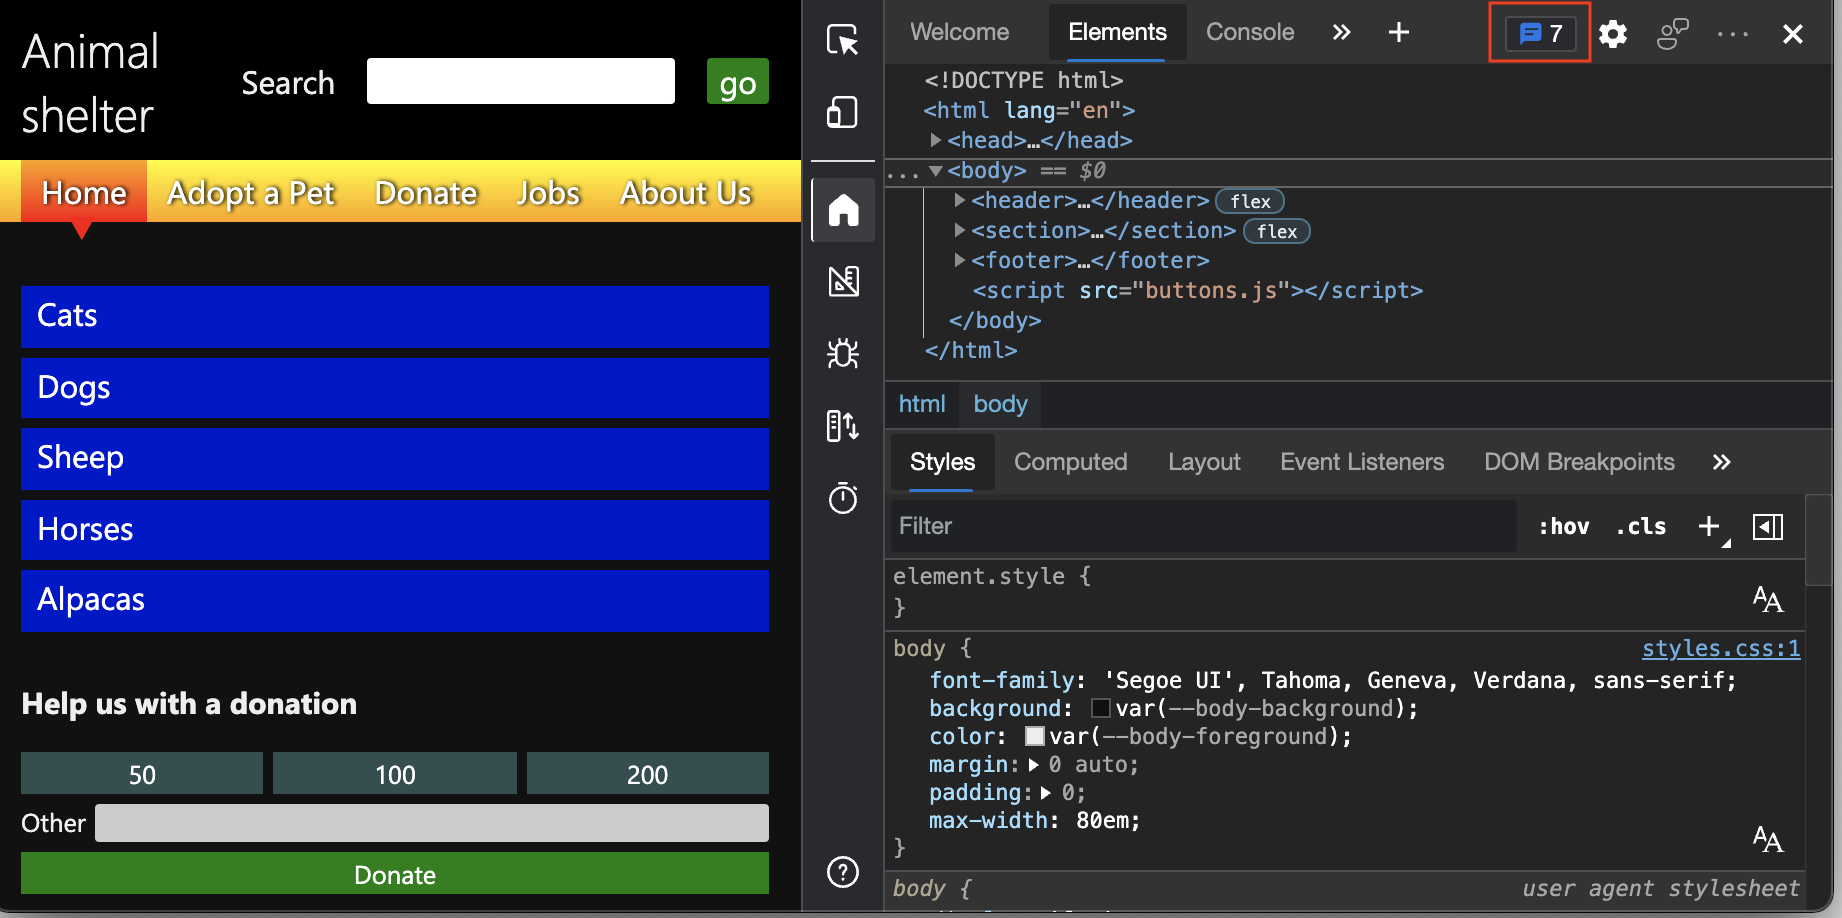 Animal
shelter
Search
go
Home Adopt a Pet Donate Jobs About Us
Cats
Dogs
Sheep
Horses
Alpacas
Help us with a donation
50 100 200
Other
Donate
Welcome Elements Console » + 7
<!DOCTYPE html>
<html lang="en">
<head>…</head>
... <body> == $0
<header>…</header> flex
<section>…</section> flex
<footer>…</footer>
<script src="buttons.js"></script>
</body>
</html>
html body
Styles Computed Layout Event Listeners DOM Breakpoints »
Filter :hov .cls +
element.style {
}
AA
body { styles.css:1
font-family: 'Segoe UI', Tahoma, Geneva, Verdana, sans-serif;
background: var(--body-background);
color: var(--body-foreground);
margin: 0 auto;
padding: 0;
max-width: 80em;
}
AA
body { user agent stylesheet